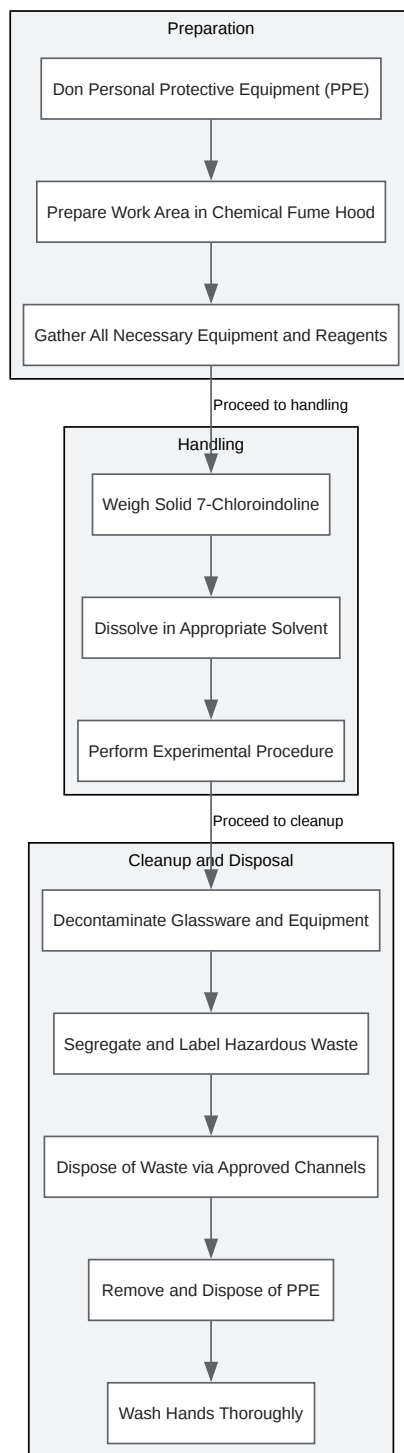 Preparation
Don Personal Protective Equipment (PPE)
Prepare Work Area in Chemical Fume Hood
Gather All Necessary Equipment and Reagents
Proceed to handling
Handling
Weigh Solid 7-Chloroindoline
Dissolve in Appropriate Solvent
Perform Experimental Procedure
Proceed to cleanup
Cleanup and Disposal
Decontaminate Glassware and Equipment
Segregate and Label Hazardous Waste
Dispose of Waste via Approved Channels
Remove and Dispose of PPE
Wash Hands Thoroughly